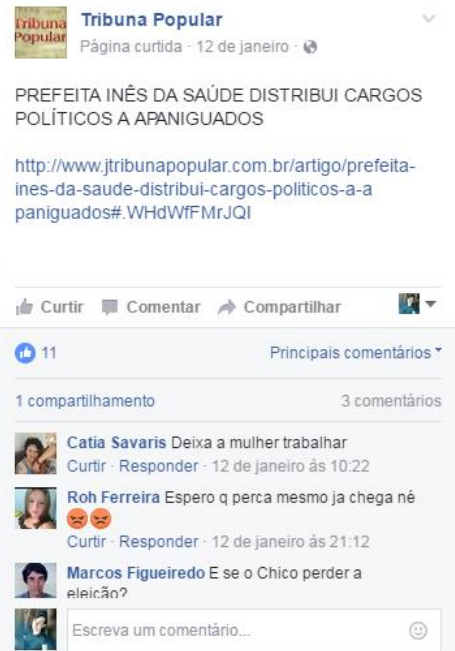 Tribuna
Popular
Tribuna Popular
Página curtida · 12 de janeiro ·
PREFEITA INÊS DA SAÚDE DISTRIBUI CARGOS
POLÍTICOS A APANIGUADOS
http://www.jtribunapopular.com.br/artigo/prefeita-
ines-da-saude-distribui-cargos-politicos-a-a
paniguados#.WHdWfFMrJQI
Curtir Comentar Compartilhar
11 Principais comentários
1 compartilhamento 3 comentários
Catia Savaris Deixa a mulher trabalhar
Curtir · Responder · 12 de janeiro às 10:22
Roh Ferreira Espero q perca mesmo ja chega né
😡😡
Curtir · Responder · 12 de janeiro às 21:12
Marcos Figueiredo E se o Chico perder a
eleição?
Escreva um comentário...